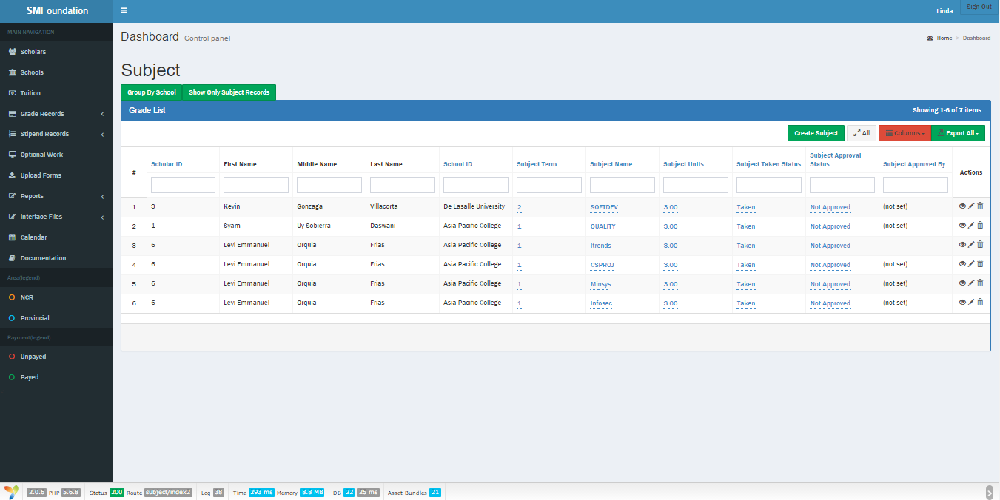 SMFoundation
Linda
Sign Out
MAIN NAVIGATION
Scholars
Schools
Tuition
Grade Records
Stipend Records
Optional Work
Upload Forms
Reports
Interface Files
Calendar
Documentation
Area(legend)
NCR
Provincial
Payment(legend)
Unpayed
Payed
Dashboard Control panel
Home > Dashboard
Subject
Group By School Show Only Subject Records
Grade List Showing 1-6 of 7 items.
Create Subject All Columns Export All
# Scholar ID First Name Middle Name Last Name School ID Subject Term Subject Name Subject Units Subject Taken Status Subject Approval Status Subject Approved By Actions
1 3 Kevin Gonzaga Villacorta De Lasalle University 2 SOFTDEV 3.00 Taken Not Approved (not set)
2 1 Syam Uy Sobierra Daswani Asia Pacific College 1 QUALITY 3.00 Taken Not Approved (not set)
3 6 Levi Emmanuel Orquia Frias Asia Pacific College 1 Itrends 3.00 Taken Not Approved
4 6 Levi Emmanuel Orquia Frias Asia Pacific College 1 CSPROJ 3.00 Taken Not Approved (not set)
5 6 Levi Emmanuel Orquia Frias Asia Pacific College 1 Minsys 3.00 Taken Not Approved (not set)
6 6 Levi Emmanuel Orquia Frias Asia Pacific College 1 Infosec 3.00 Taken Not Approved (not set)
2.0.6 PHP 5.6.8 Status 200 Route subject/index2 Log 38 Time 293 ms Memory 8.8 MB DB 22 25 ms Asset Bundles 21